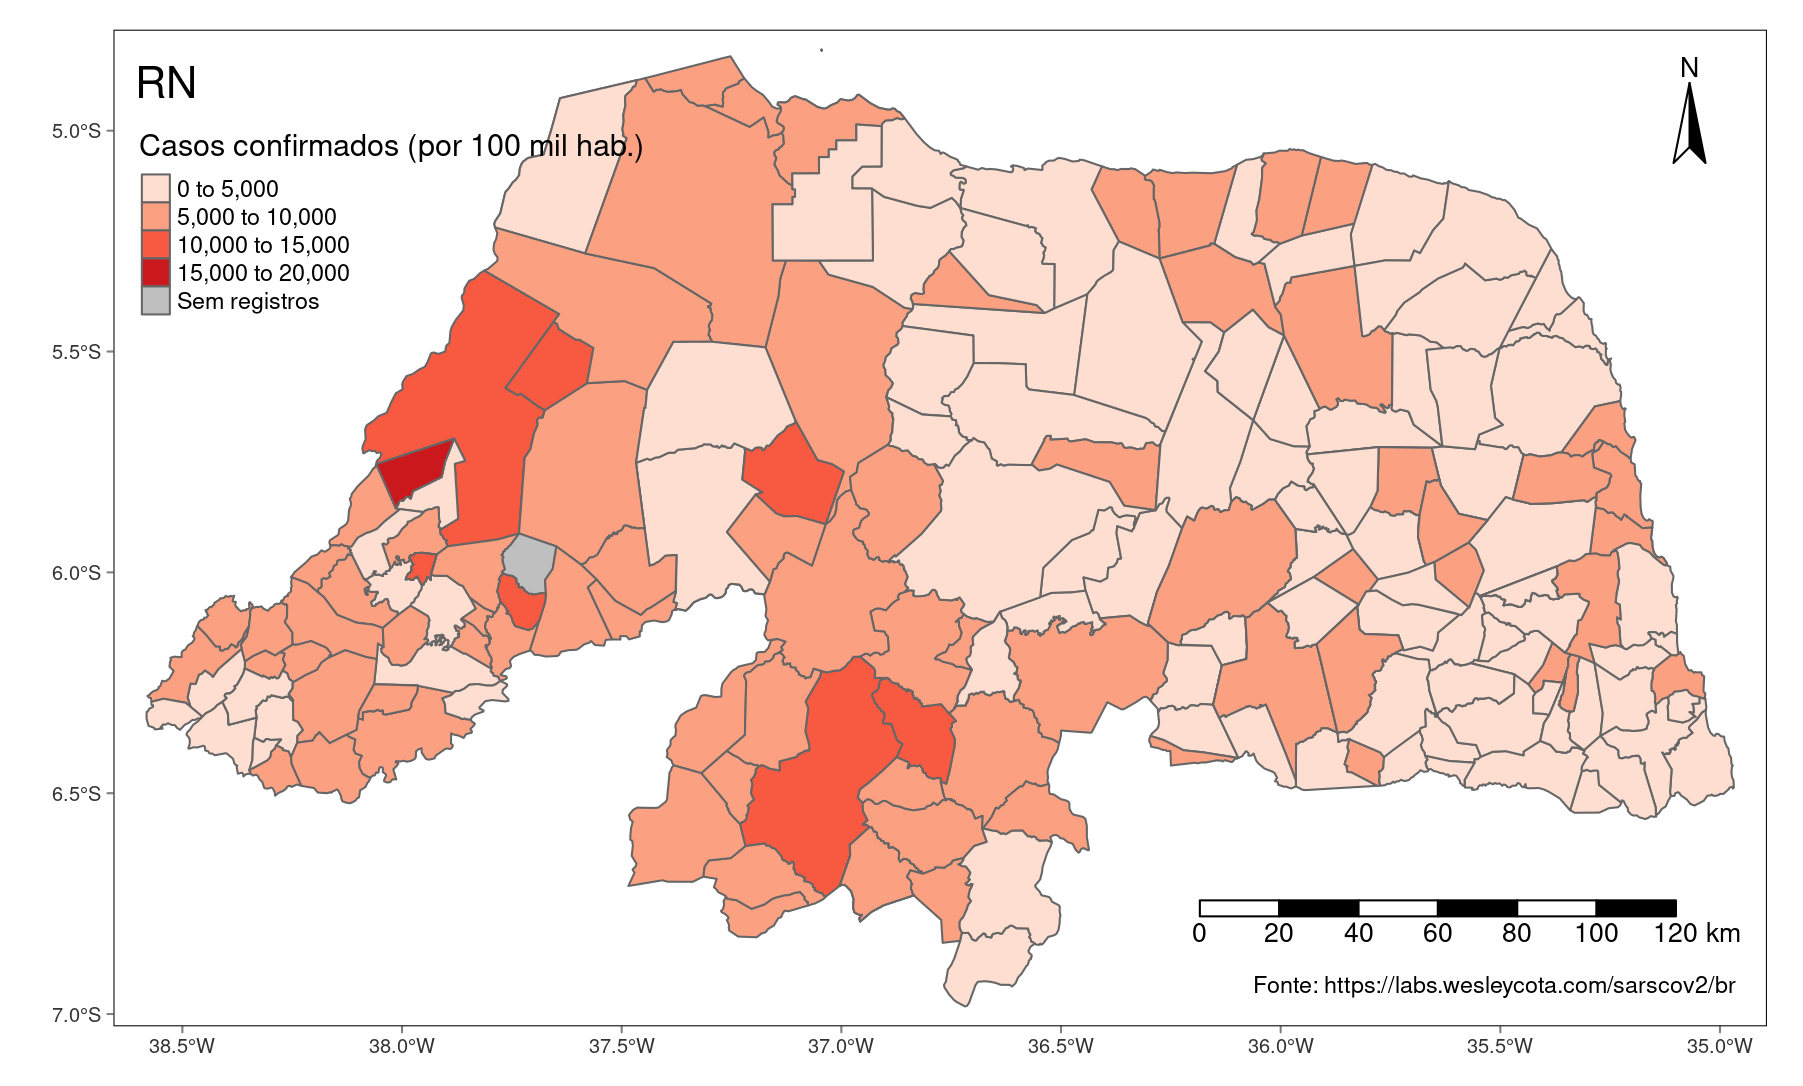 RN
N
Casos confirmados (por 100 mil hab.)
0 to 5,000
5,000 to 10,000
10,000 to 15,000
15,000 to 20,000
Sem registros
5.0°S
5.5°S
6.0°S
6.5°S
7.0°S
0 20 40 60 80 100 120 km
Fonte: https://labs.wesleycota.com/sarscov2/br
38.5°W 38.0°W 37.5°W 37.0°W 36.5°W 36.0°W 35.5°W 35.0°W